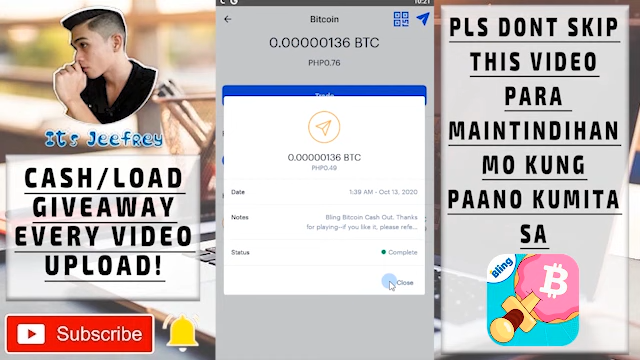 It's Jeefrey
CASH/LOAD
GIVEAWAY
EVERY VIDEO
UPLOAD!
Subscribe
10:21
Bitcoin
0.00000136 BTC
PHP0.76
Trade
0.00000136 BTC
PHP0.49
Date
1:39 AM - Oct 13, 2020
Notes
Bling Bitcoin Cash Out. Thanks
for playing—if you like it, please refe...
Status
Complete
Close
PLS DONT SKIP
THIS VIDEO
PARA
MAINTINDIHAN
MO KUNG
PAANO KUMITA
SA
Bling